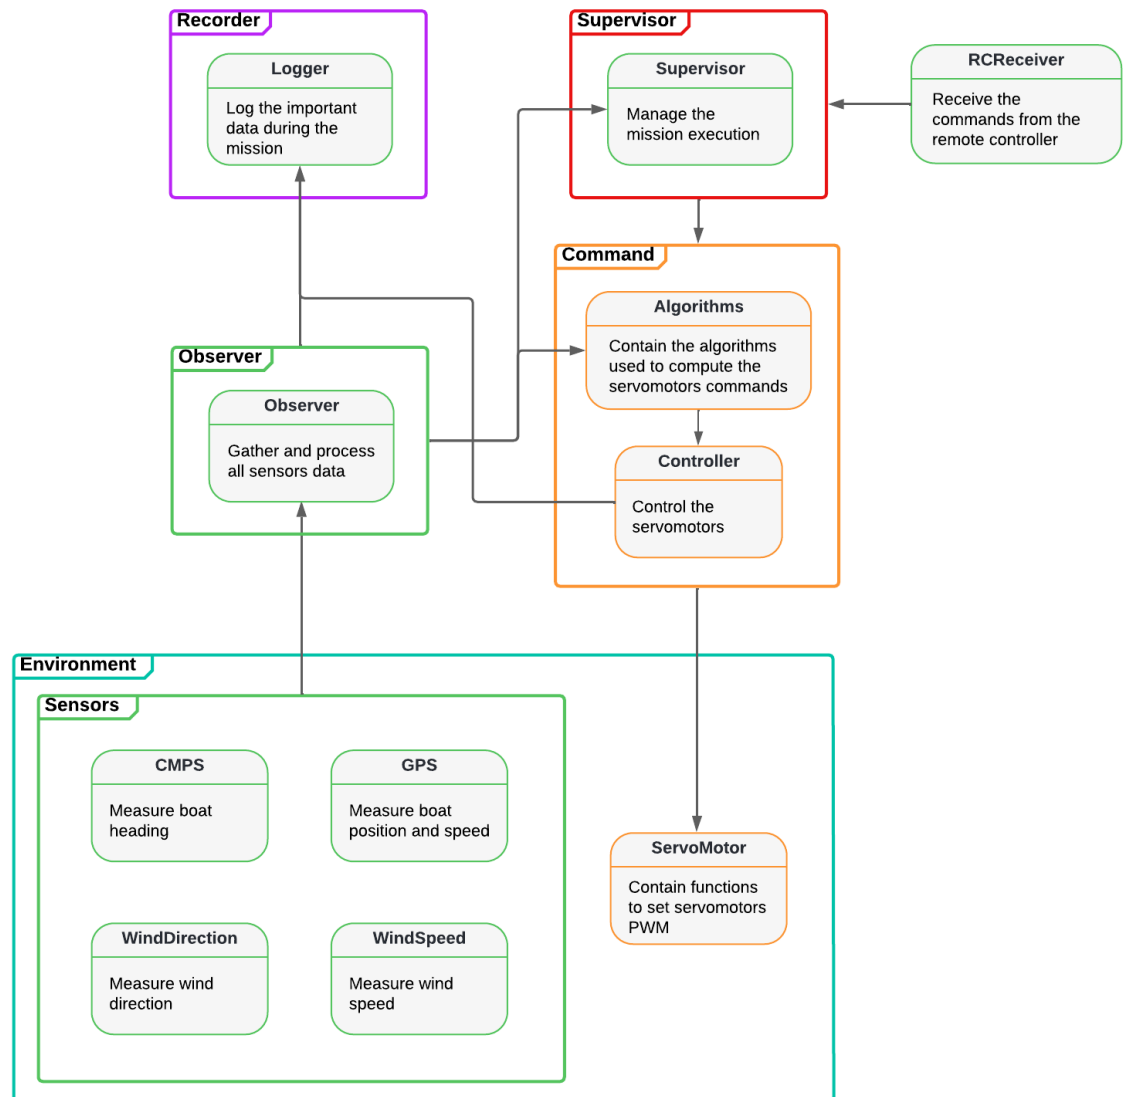 Recorder
Logger
Log the important
data during the
mission
Supervisor
Supervisor
Manage the
mission execution
RCReceiver
Receive the
commands from the
remote controller
Command
Algorithms
Contain the algorithms
used to compute the
servomotors commands
Controller
Control the
servomotors
Observer
Observer
Gather and process
all sensors data
Environment
Sensors
CMPS
Measure boat
heading
GPS
Measure boat
position and speed
WindDirection
Measure wind
direction
WindSpeed
Measure wind
speed
ServoMotor
Contain functions
to set servomotors
PWM